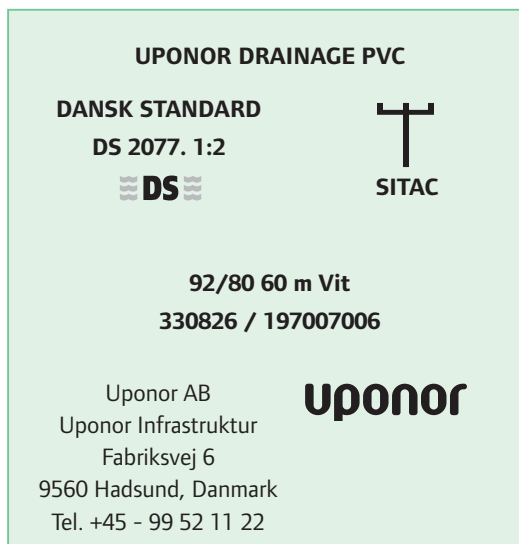 UPONOR DRAINAGE PVC
DANSK STANDARD
DS 2077. 1:2
DS
SITAC
92/80 60 m Vit
330826 / 197007006
uponor
Uponor AB
Uponor Infrastruktur
Fabriksvej 6
9560 Hadsund, Danmark
Tel. +45 - 99 52 11 22